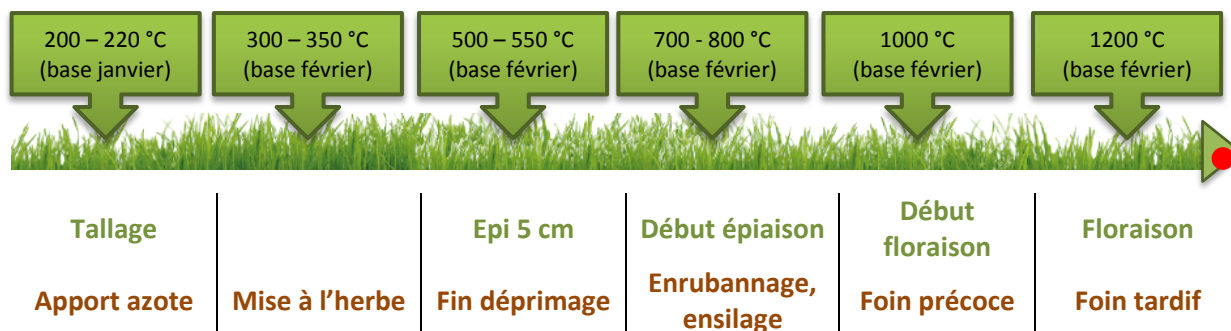 200 – 220 °C
(base janvier)
300 – 350 °C
(base février)
500 – 550 °C
(base février)
700 - 800 °C
(base février)
1000 °C
(base février)
1200 °C
(base février)
Tallage
Epi 5 cm
Début épiaison
Début
floraison
Floraison
Apport azote
Mise à l’herbe
Fin déprimage
Enrubannage,
ensilage
Foin précoce
Foin tardif